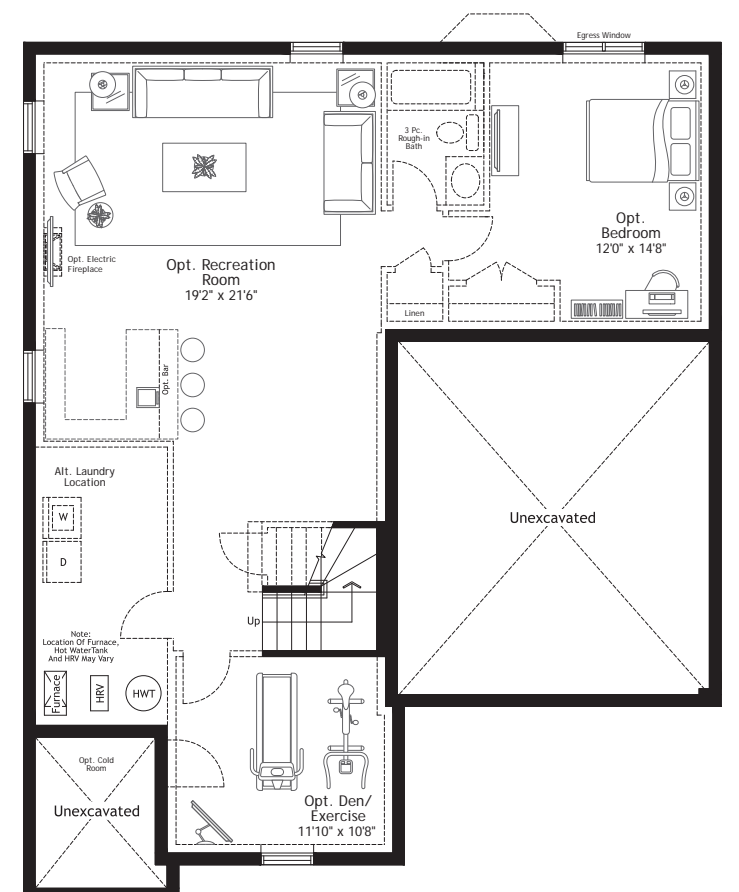 Egress Window
3 Pc.
Rough-in
Bath
Opt.
Bedroom
12'0" x 14'8"
Opt. Electric
Fireplace
Opt. Recreation
Room
19'2" x 21'6"
Linen
Opt. Bar
Alt. Laundry
Location
W
D
Unexcavated
Up
Note:
Location Of Furnace,
Hot WaterTank
And HRV May Vary
Furnace
HRV
HWT
Opt. Cold
Room
Unexcavated
Opt. Den/
Exercise
11'10" x 10'8"